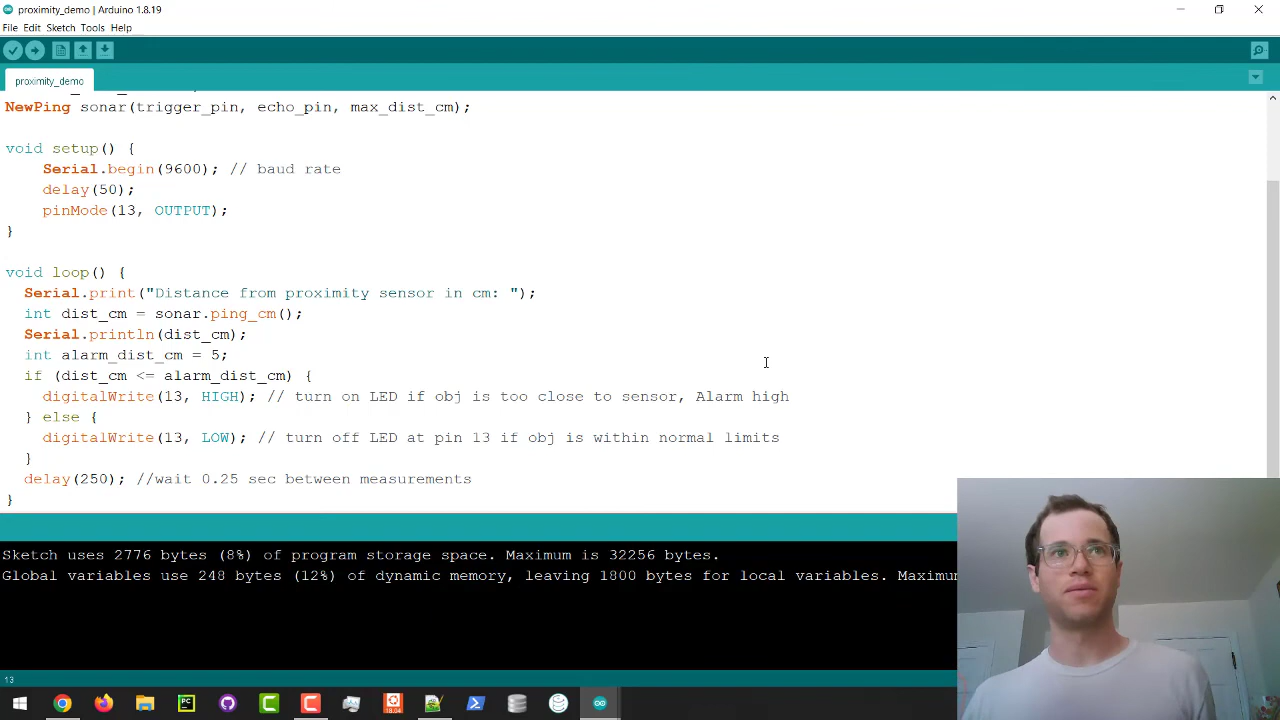 proximity_demo | Arduino 1.8.19
File Edit Sketch Tools Help
proximity_demo
NewPing sonar(trigger_pin, echo_pin, max_dist_cm);
void setup() {
Serial.begin(9600); // baud rate
delay(50);
pinMode(13, OUTPUT);
}
void loop() {
Serial.print("Distance from proximity sensor in cm: ");
int dist_cm = sonar.ping_cm();
Serial.println(dist_cm);
int alarm_dist_cm = 5;
if (dist_cm <= alarm_dist_cm) {
digitalWrite(13, HIGH); // turn on LED if obj is too close to sensor, Alarm high
} else {
digitalWrite(13, LOW); // turn off LED at pin 13 if obj is within normal limits
}
delay(250); //wait 0.25 sec between measurements
}
Sketch uses 2776 bytes (8%) of program storage space. Maximum is 32256 bytes.
Global variables use 248 bytes (12%) of dynamic memory, leaving 1800 bytes for local variables. Maximum
13
PC
18.04